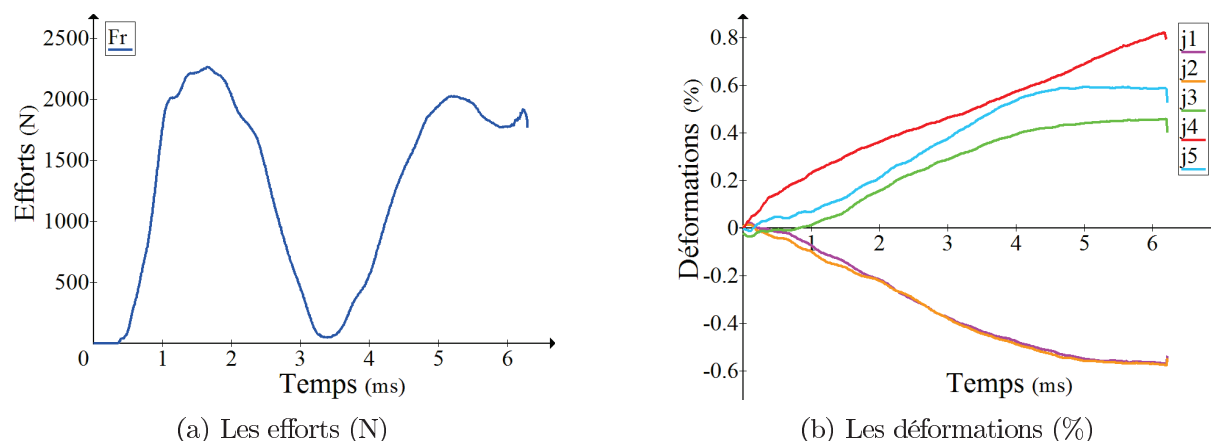 2500
2000
1500
1000
500
0
1
2
3
4
5
6
Efforts (N)
Temps (ms)
Fr
(a) Les efforts (N)
0.8
0.6
0.4
0.2
0
-0.2
-0.4
-0.6
1
2
3
4
5
6
Déformations (%)
Temps (ms)
j1
j2
j3
j4
j5
(b) Les déformations (%)